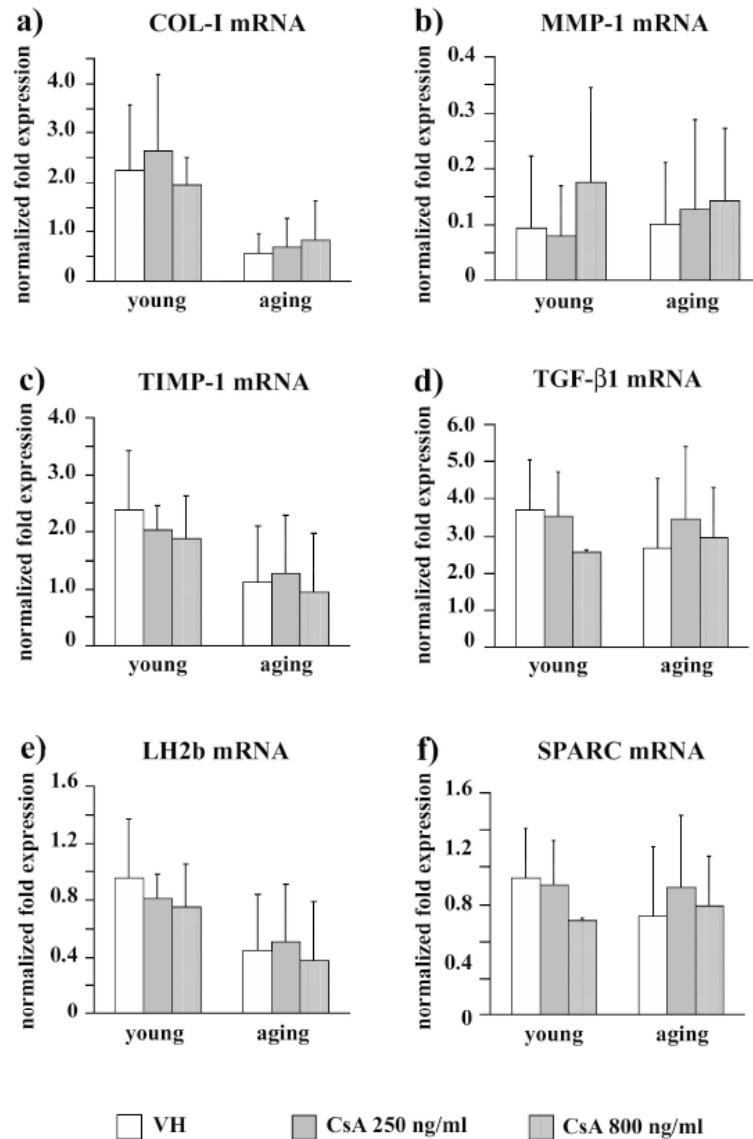 a) COL-I mRNA
normalized fold expression
4.0
3.0
2.0
1.0
0
young aging
b) MMP-1 mRNA
normalized fold expression
0.4
0.3
0.2
0.1
0
young aging
c) TIMP-1 mRNA
normalized fold expression
4.0
3.0
2.0
1.0
0
young aging
d) TGF-β1 mRNA
normalized fold expression
6.0
5.0
4.0
3.0
2.0
1.0
0
young aging
e) LH2b mRNA
normalized fold expression
1.6
1.2
0.8
0.4
0
young aging
f) SPARC mRNA
normalized fold expression
1.6
1.2
0.8
0.4
0
young aging
VH CsA 250 ng/ml CsA 800 ng/ml